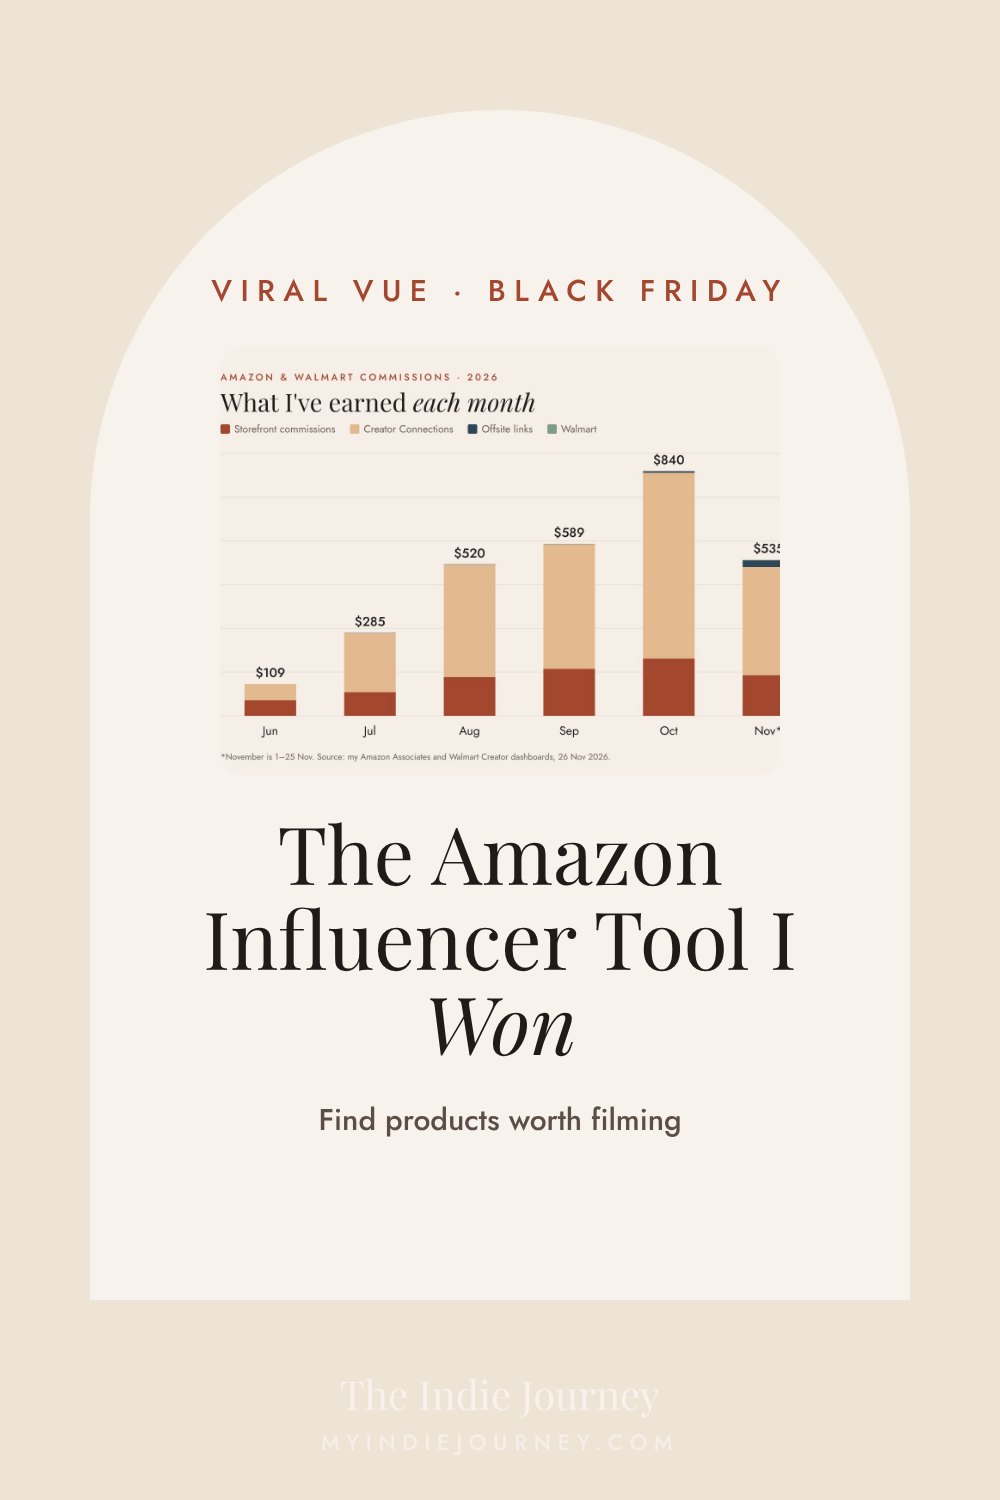 VIRAL VUE · BLACK FRIDAY
AMAZON & WALMART COMMISSIONS · 2026
What I've earned each month
Storefront commissions Creator Connections Offsite links Walmart
$840
$589
$535
$520
$285
$109
Jun Jul Aug Sep Oct Nov*
*November is 1–25 Nov. Source: my Amazon Associates and Walmart Creator dashboards, 26 Nov 2026.
The Amazon
Influencer Tool I
Won
Find products worth filming
The Indie Journey
MYINDIEJOURNEY.COM